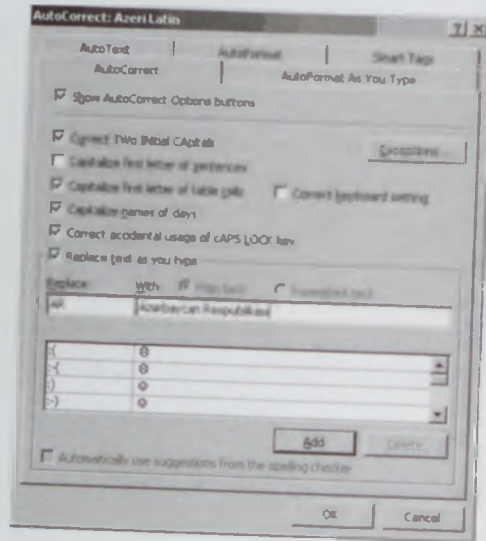 AutoCorrect: Azeri Latin
AutoText AutoFormat Smart Tags
AutoCorrect AutoFormat As You Type
Show AutoCorrect Options buttons
Correct TWo INitial CApitals Exceptions...
Capitalize first letter of sentences
Capitalize first letter of table cells Correct keyboard setting
Capitalize names of days
Correct accidental usage of cAPS LOCK key
Replace text as you type
Replace: With: Plain text Formatted text
AR Azərbaycan Respublikası
:(
:-(
:)
:-)
Add Delete
Automatically use suggestions from the spelling checker
OK Cancel